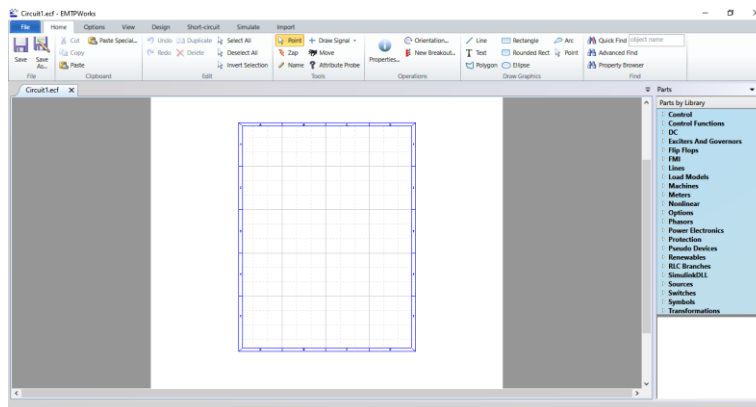 Circuit1.ecf - EMTPWorks
File Home Options View Design Short-circuit Simulate Import
Save Save As...
File
Cut Copy Paste Paste Special...
Clipboard
Undo Duplicate Select All
Redo Delete Deselect All
Invert Selection
Edit
Point Draw Signal
Zap Move
Name Attribute Probe
Tools
Properties... Orientation...
New Breakout...
Operations
Line Rectangle Arc
T Text Rounded Rect Point
Polygon Ellipse
Draw Graphics
Quick Find object name
Advanced Find
Property Browser
Find
Circuit1.ecf X
Parts
Parts by Library
Control
Control Functions
DC
Exciters And Governors
Flip Flops
FMI
Lines
Load Models
Machines
Meters
Nonlinear
Options
Phasors
Power Electronics
Protection
Pseudo Devices
Renewables
RLC Branches
SimulinkDLL
Sources
Switches
Symbols
Transformations